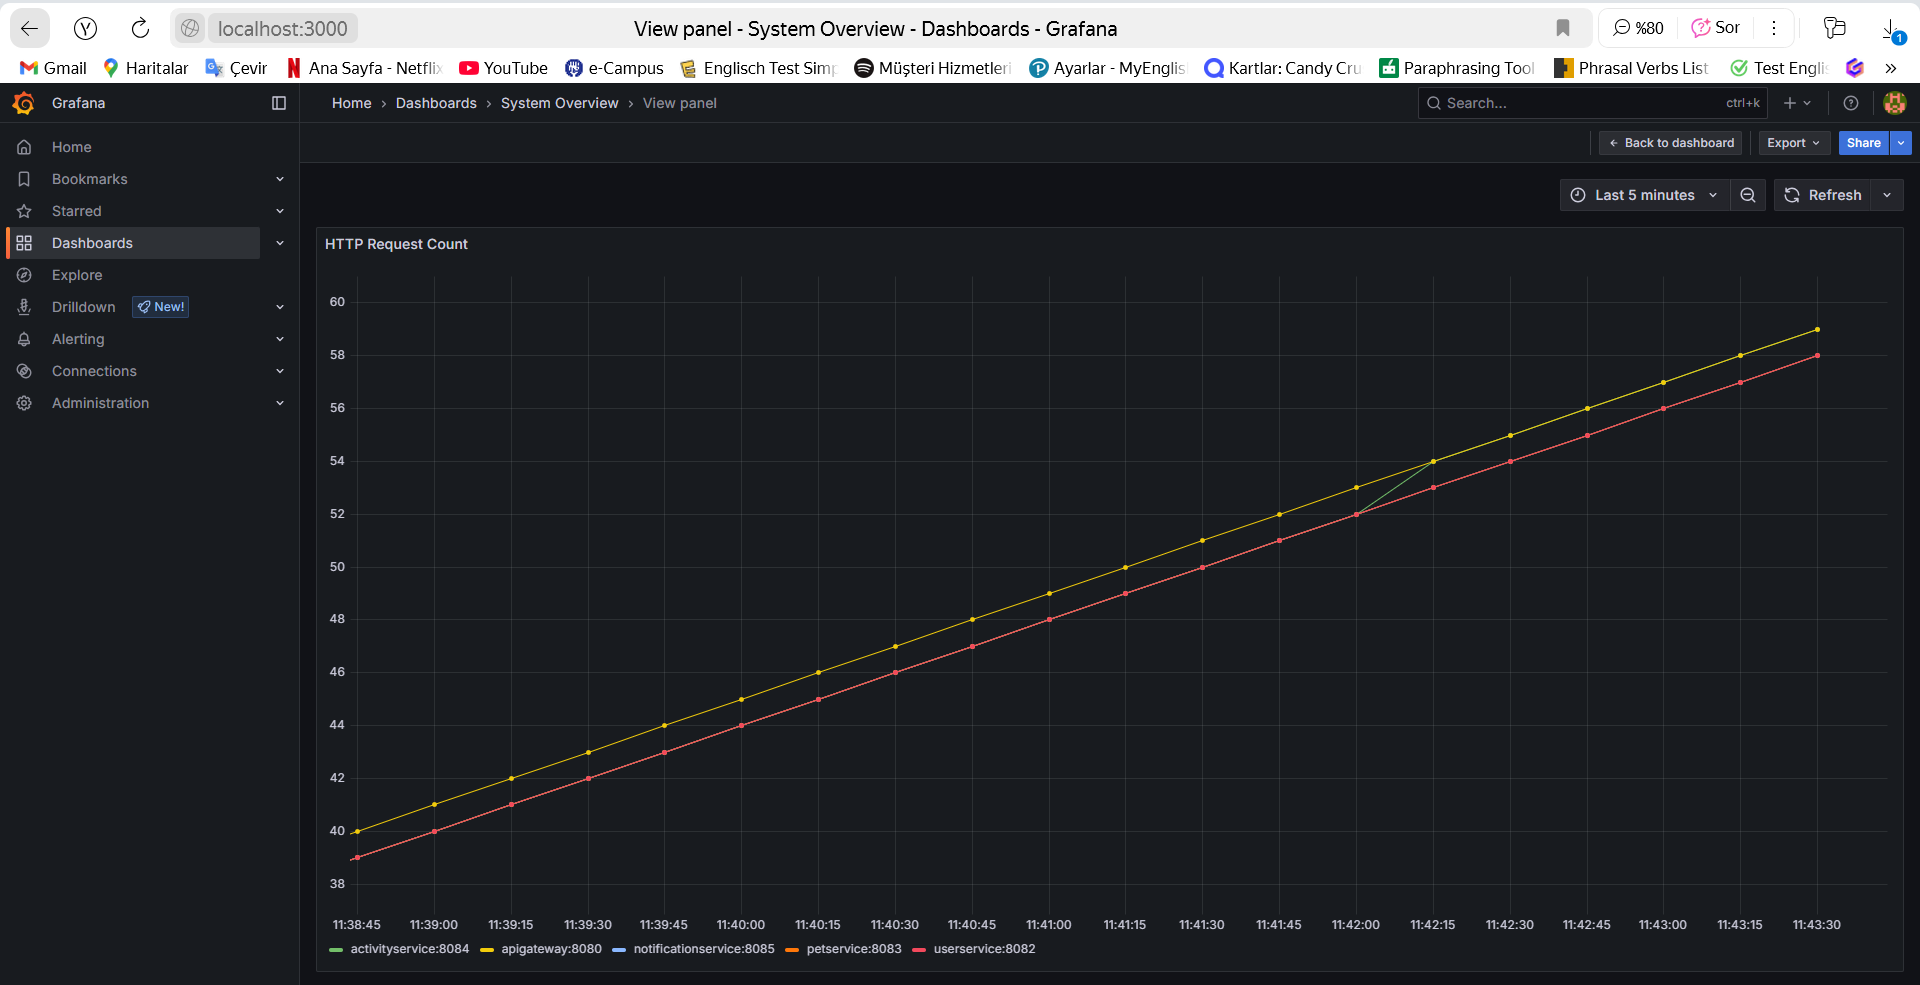 localhost:3000
View panel - System Overview - Dashboards - Grafana
%80
Sor
1
Gmail
Haritalar
Çevir
Ana Sayfa - Netfli
YouTube
e-Campus
Englisch Test Sim
Müşteri Hizmetleri
Ayarlar - MyEnglis
Kartlar: Candy Cru
Paraphrasing Tool
Phrasal Verbs List
Test Engli
Grafana
Home › Dashboards › System Overview › View panel
Search...
ctrl+k
Back to dashboard
Export
Share
Home
Bookmarks
Starred
Dashboards
Explore
Drilldown
New!
Alerting
Connections
Administration
Last 5 minutes
Refresh
HTTP Request Count
60
58
56
54
52
50
48
46
44
42
40
38
11:38:45 11:39:00 11:39:15 11:39:30 11:39:45 11:40:00 11:40:15 11:40:30 11:40:45 11:41:00 11:41:15 11:41:30 11:41:45 11:42:00 11:42:15 11:42:30 11:42:45 11:43:00 11:43:15 11:43:30
activityservice:8084 apigateway:8080 notificationservice:8085 petservice:8083 userservice:8082